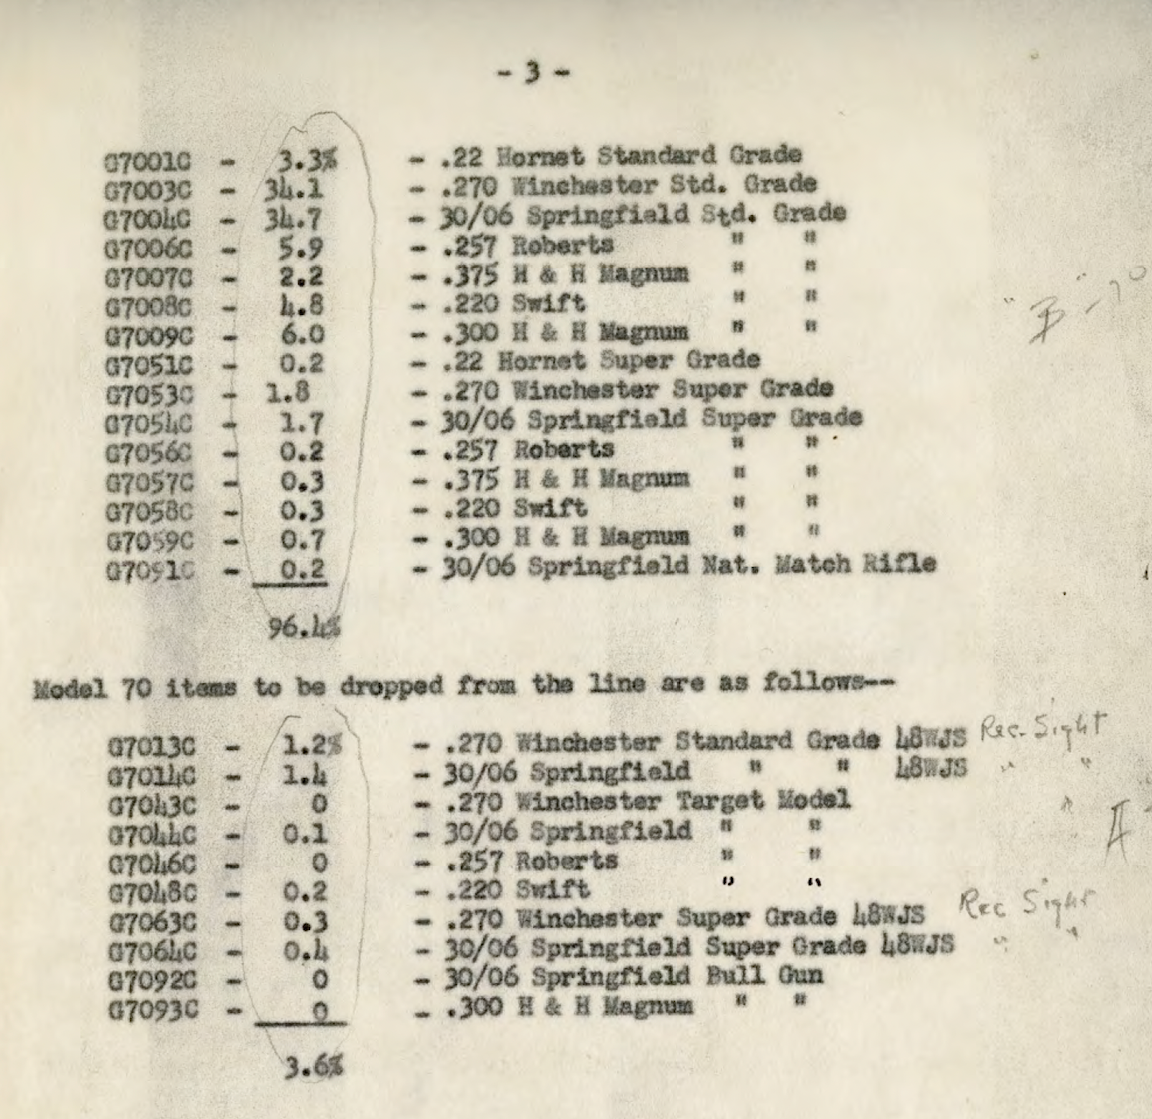 - 3 -
G7001C - 3.3% - .22 Hornet Standard Grade
G7003C - 34.1 - .270 Winchester Std. Grade
G7004C - 34.7 - 30/06 Springfield Std. Grade
G7006C - 5.9 - .257 Roberts " "
G7007C - 2.2 - .375 H & H Magnum " "
G7008C - 4.8 - .220 Swift " "
G7009C - 6.0 - .300 H & H Magnum " "
G7051C - 0.2 - .22 Hornet Super Grade
G7053C - 1.8 - .270 Winchester Super Grade
G7054C - 1.7 - 30/06 Springfield Super Grade
G7056C - 0.2 - .257 Roberts " "
G7057C - 0.3 - .375 H & H Magnum " "
G7058C - 0.3 - .220 Swift " "
G7059C - 0.7 - .300 H & H Magnum " "
G7091C - 0.2 - 30/06 Springfield Nat. Match Rifle
96.4%
Model 70 items to be dropped from the line are as follows--
G7013C - 1.2% - .270 Winchester Standard Grade 48WJS Rec. Sight
G7014C - 1.4 - 30/06 Springfield " " 48WJS " "
G7043C - 0 - .270 Winchester Target Model
G7044C - 0.1 - 30/06 Springfield " "
G7046C - 0 - .257 Roberts " "
G7048C - 0.2 - .220 Swift " "
G7063C - 0.3 - .270 Winchester Super Grade 48WJS Rec Sight
G7064C - 0.4 - 30/06 Springfield Super Grade 48WJS " "
G7092C - 0 - 30/06 Springfield Bull Gun
G7093C - 0 - .300 H & H Magnum " "
3.6%